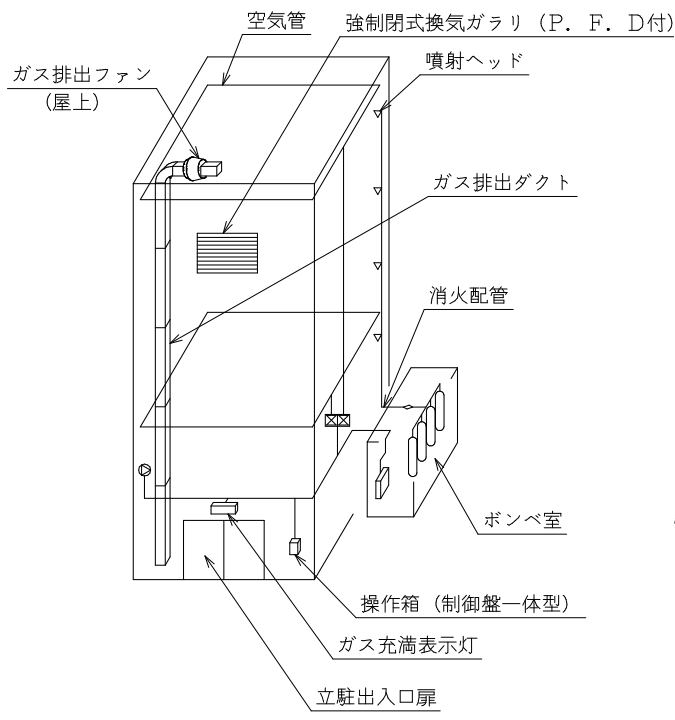 空気管
強制閉式換気ガラリ（P．F．D付）
噴射ヘッド
ガス排出ファン
(屋上)
ガス排出ダクト
消火配管
ボンベ室
操作箱（制御盤一体型）
ガス充満表示灯
立駐出入口扉